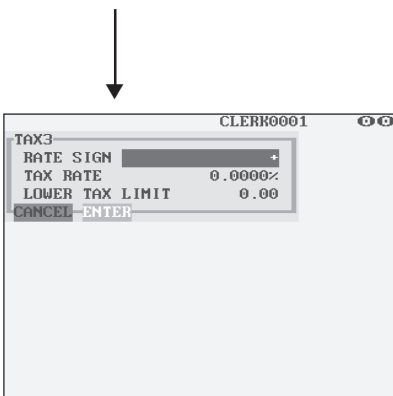 CLERK0001
TAX3
RATE SIGN +
TAX RATE 0.0000%
LOWER TAX LIMIT 0.00
CANCEL ENTER